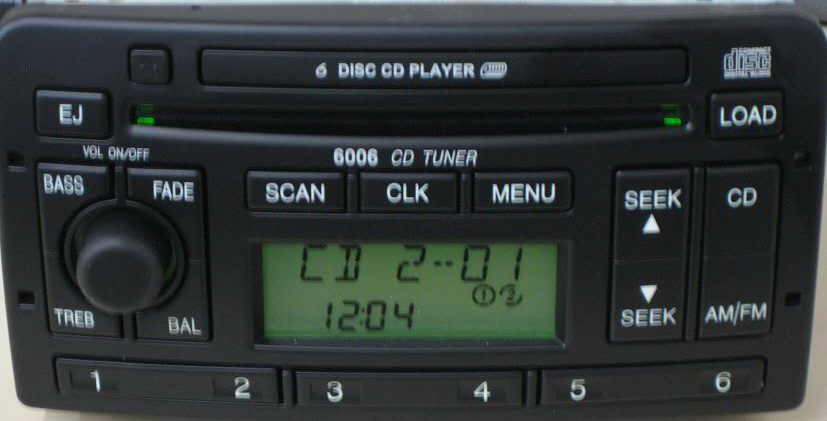 6 DISC CD PLAYER
COMPACT
disc
DIGITAL AUDIO
EJ
LOAD
VOL ON/OFF
6006 CD TUNER
BASS FADE
SCAN CLK MENU
SEEK CD
CD 2--01
1 2
12:04
SEEK AM/FM
TREB BAL
1 2 3 4 5 6